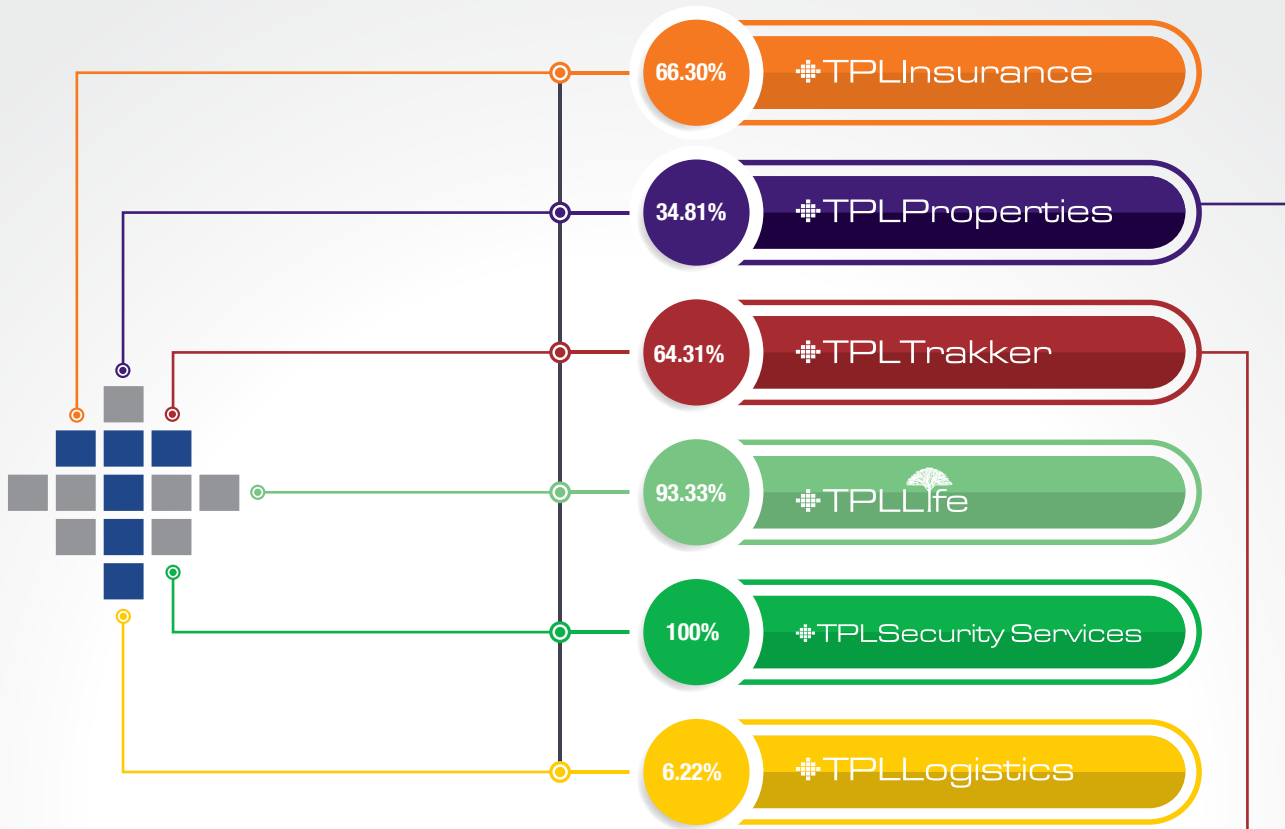 66.30% TPLInsurance
34.81% TPLProperties
64.31% TPLTrakker
93.33% TPLLife
100% TPLSecurity Services
6.22% TPLLogistics